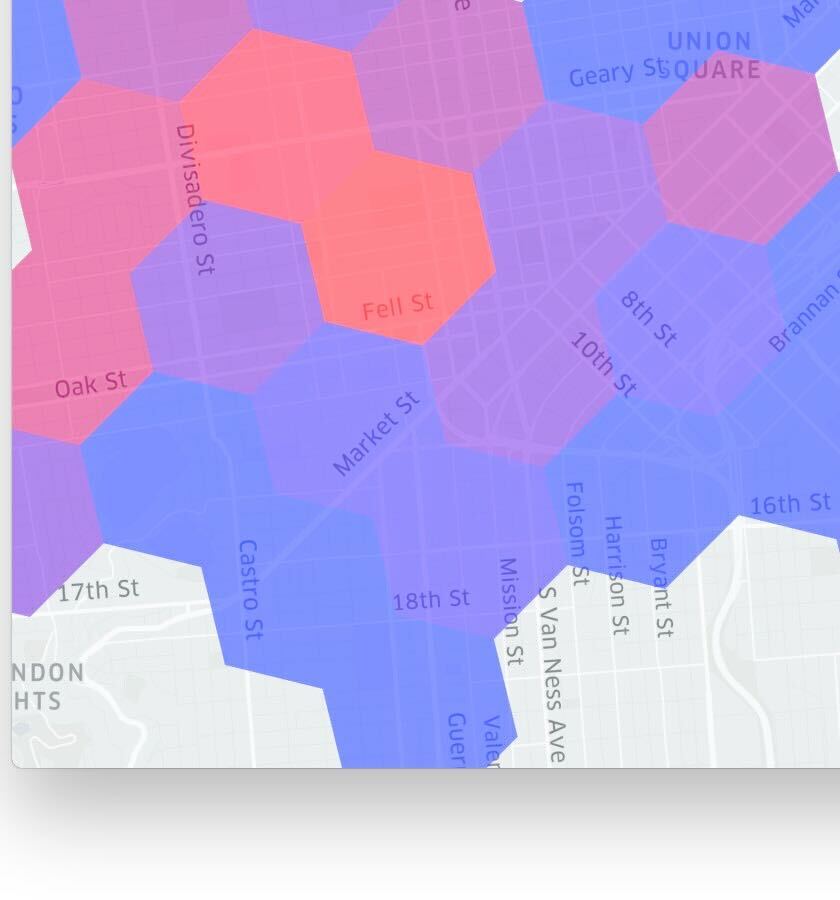 UNION
SQUARE
Geary St
Divisadero St
Fell St
8th St
Brannan
10th St
Oak St
Market St
16th St
Folsom St
Harrison St
Bryant St
Castro St
Mission St
17th St
18th St
S Van Ness Ave
NDON
HTS
Guer
Valen